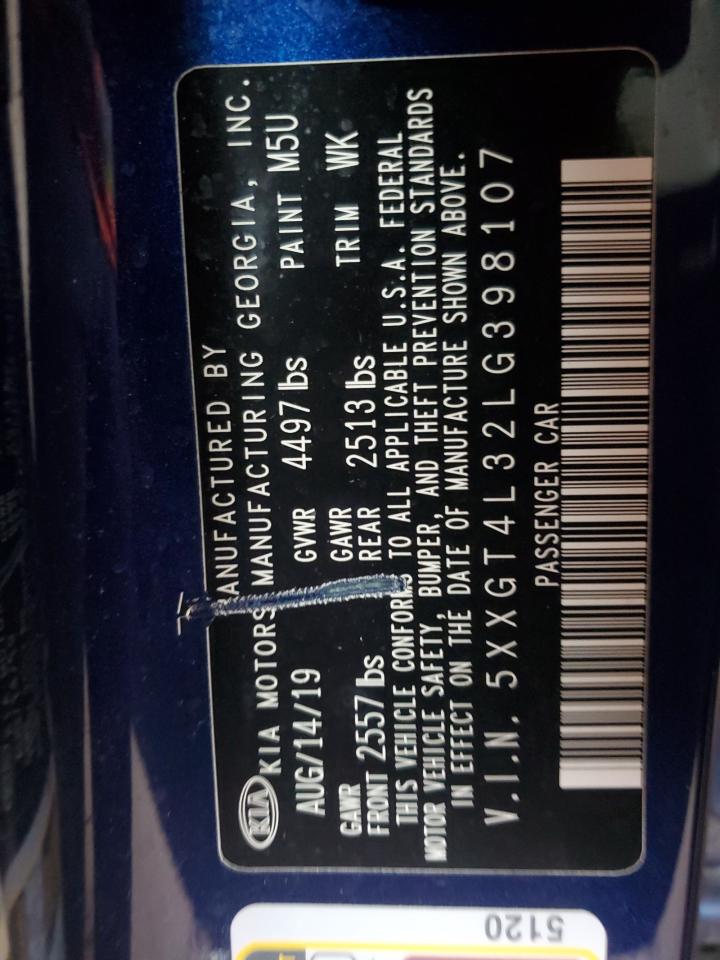 KIA
ANUFACTURED BY
KIA MOTORS MANUFACTURING GEORGIA, INC.
AUG/14/19 GVWR 4497 lbs PAINT M5U
GAWR FRONT 2557 lbs GAWR REAR 2513 lbs TRIM WK
THIS VEHICLE CONFORMS TO ALL APPLICABLE U.S.A. FEDERAL
MOTOR VEHICLE SAFETY, BUMPER, AND THEFT PREVENTION STANDARDS
IN EFFECT ON THE DATE OF MANUFACTURE SHOWN ABOVE.
V.I.N. 5XXGT4L32LG398107
PASSENGER CAR
5120